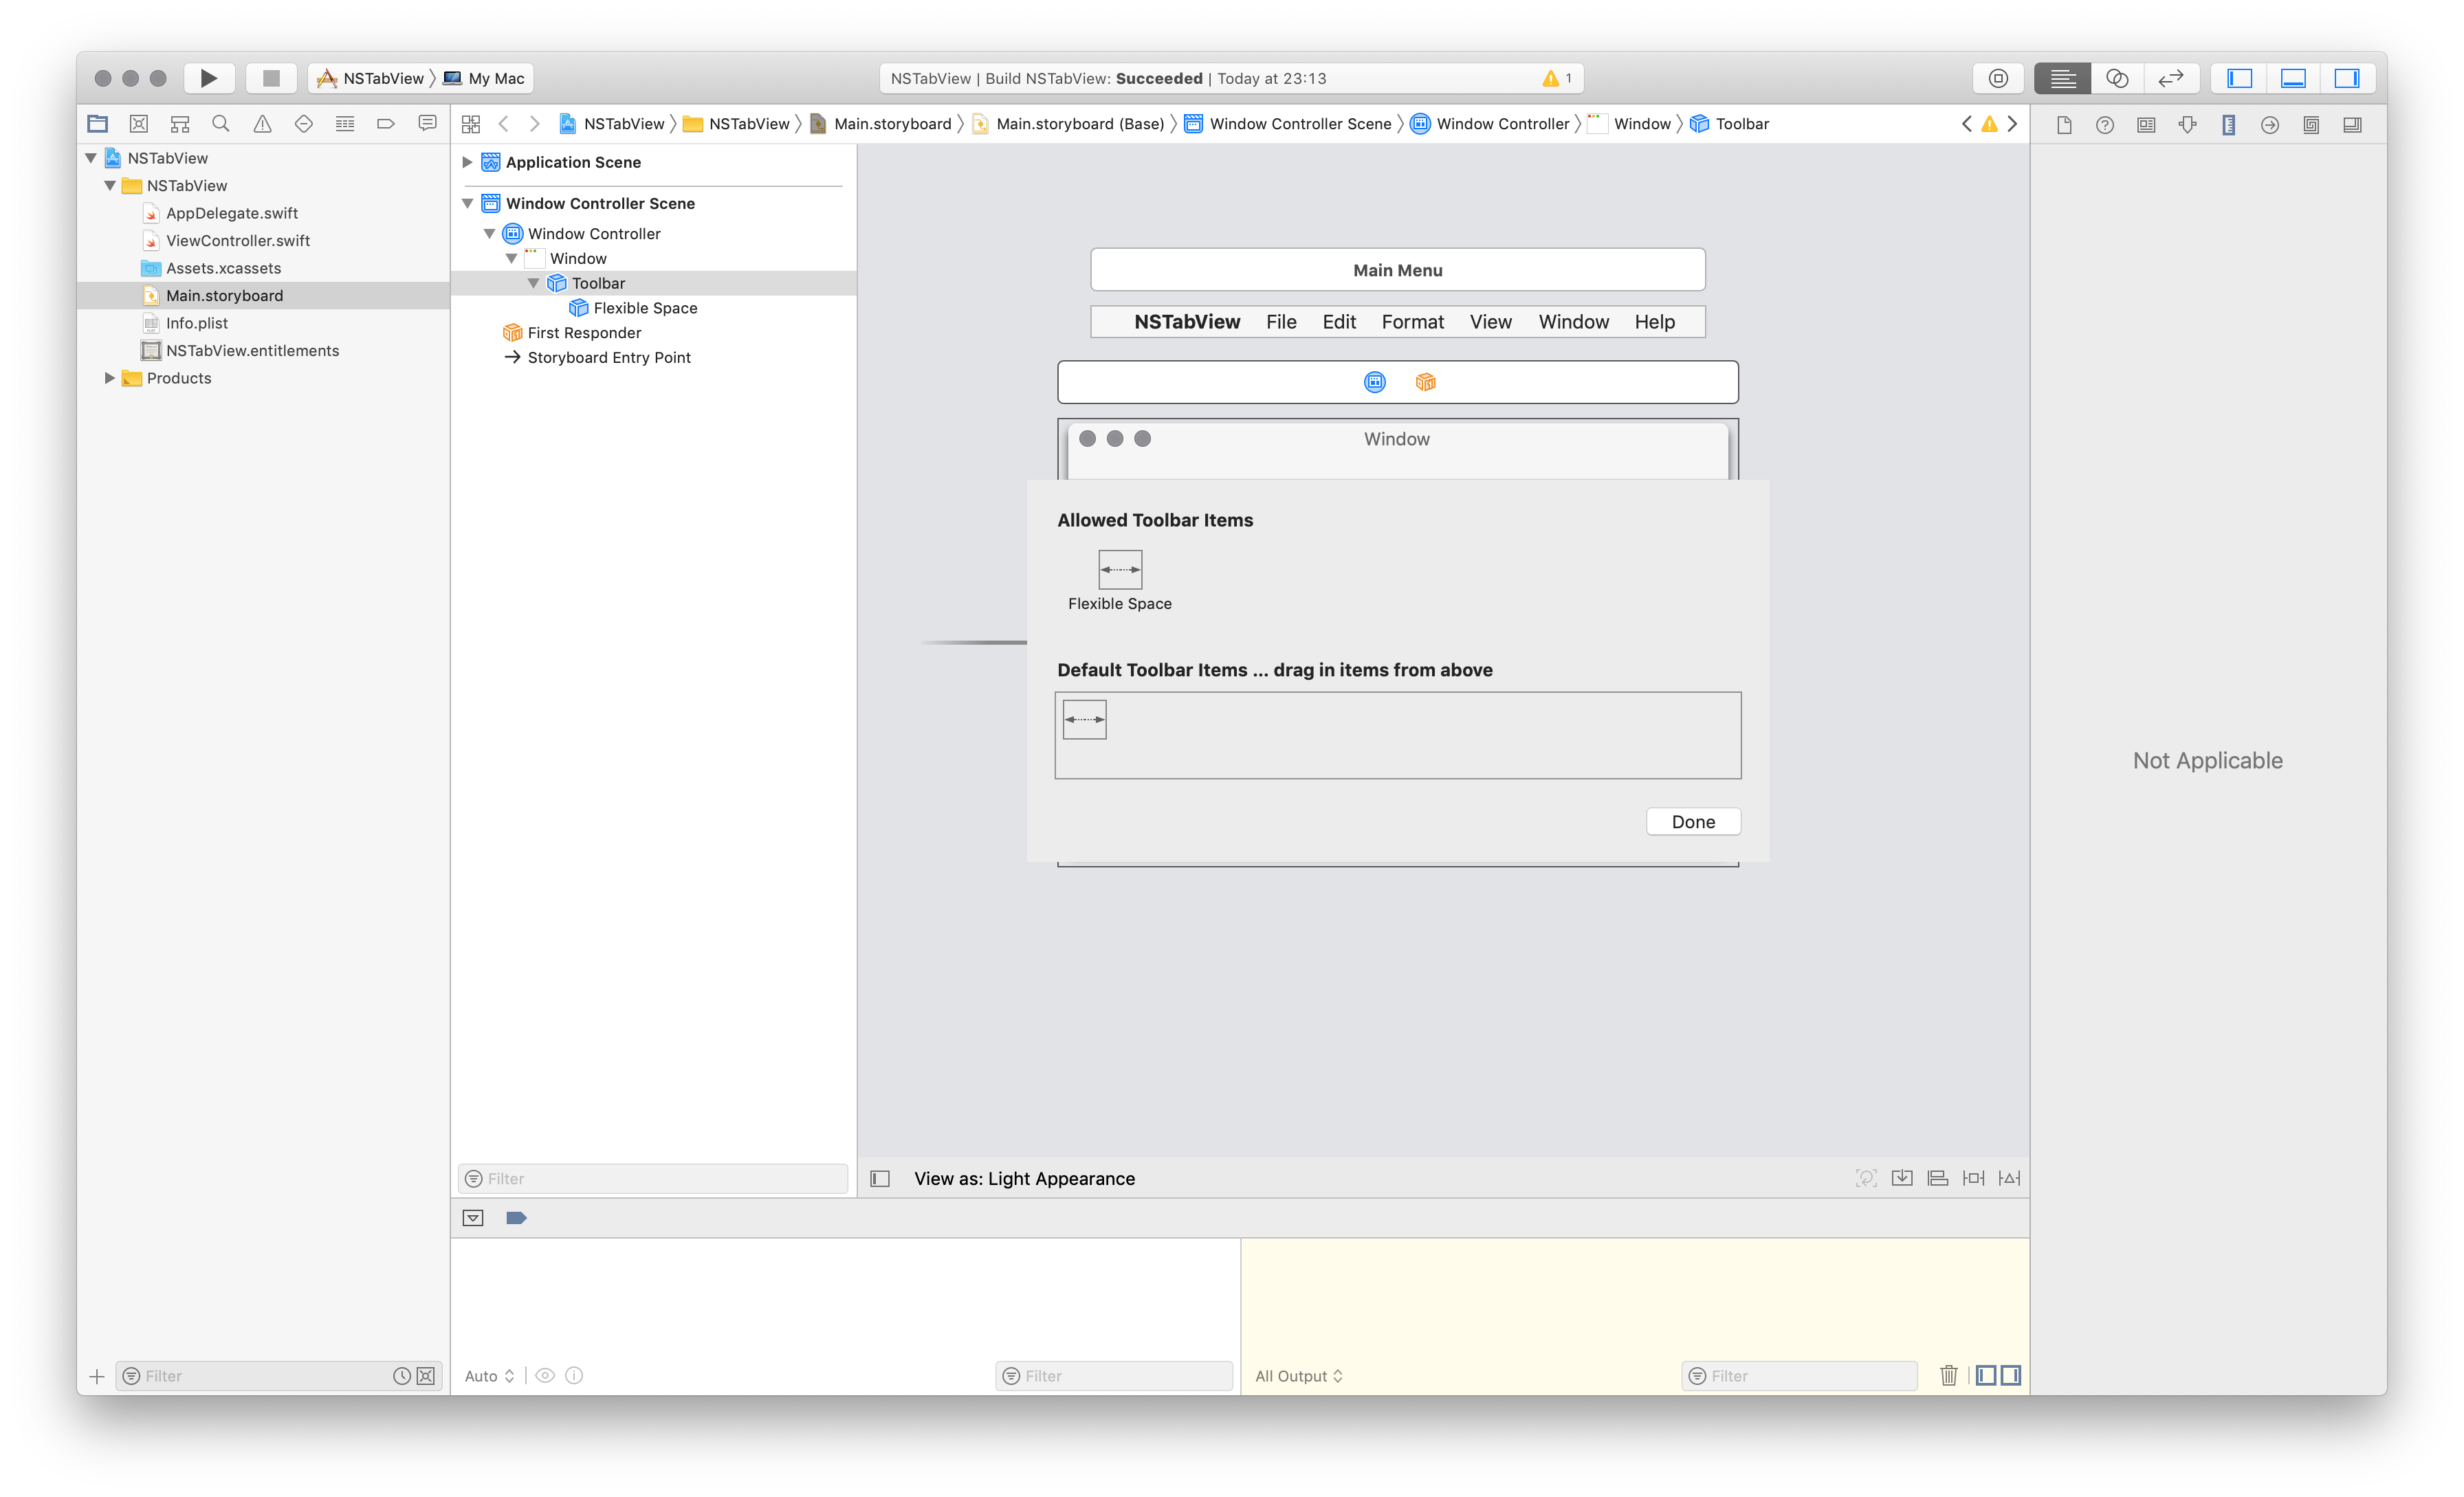 NSTabView 〉 My Mac
NSTabView | Build NSTabView: Succeeded | Today at 23:13
1
NSTabView 〉 NSTabView 〉 Main.storyboard 〉 Main.storyboard (Base) 〉 Window Controller Scene 〉 Window Controller 〉 Window 〉 Toolbar
NSTabView
NSTabView
AppDelegate.swift
ViewController.swift
Assets.xcassets
Main.storyboard
Info.plist
NSTabView.entitlements
Products
Application Scene
Window Controller Scene
Window Controller
Window
Toolbar
Flexible Space
First Responder
Storyboard Entry Point
Main Menu
NSTabView File Edit Format View Window Help
Window
Allowed Toolbar Items
Flexible Space
Default Toolbar Items ... drag in items from above
Done
Not Applicable
Filter
View as: Light Appearance
Filter
Auto
Filter
All Output
Filter